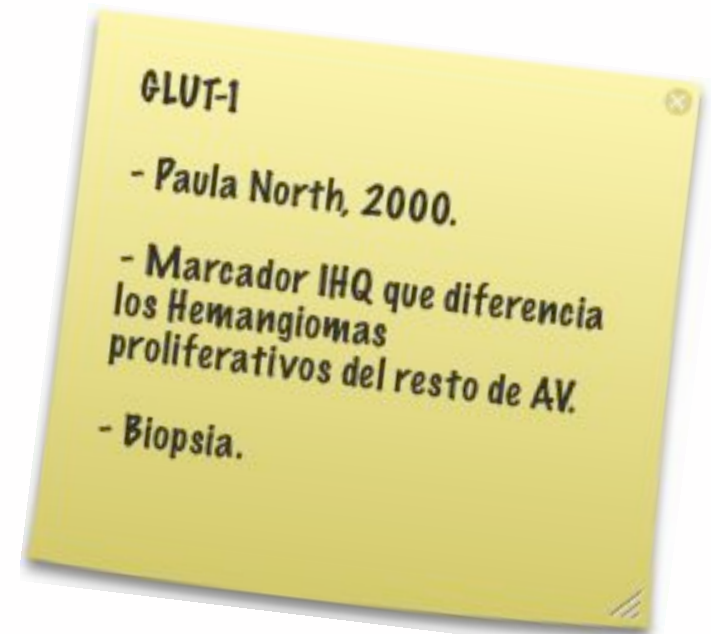 GLUT-1
- Paula North, 2000.
- Marcador IHQ que diferencia
los Hemangiomas
proliferativos del resto de AV.
- Biopsia.